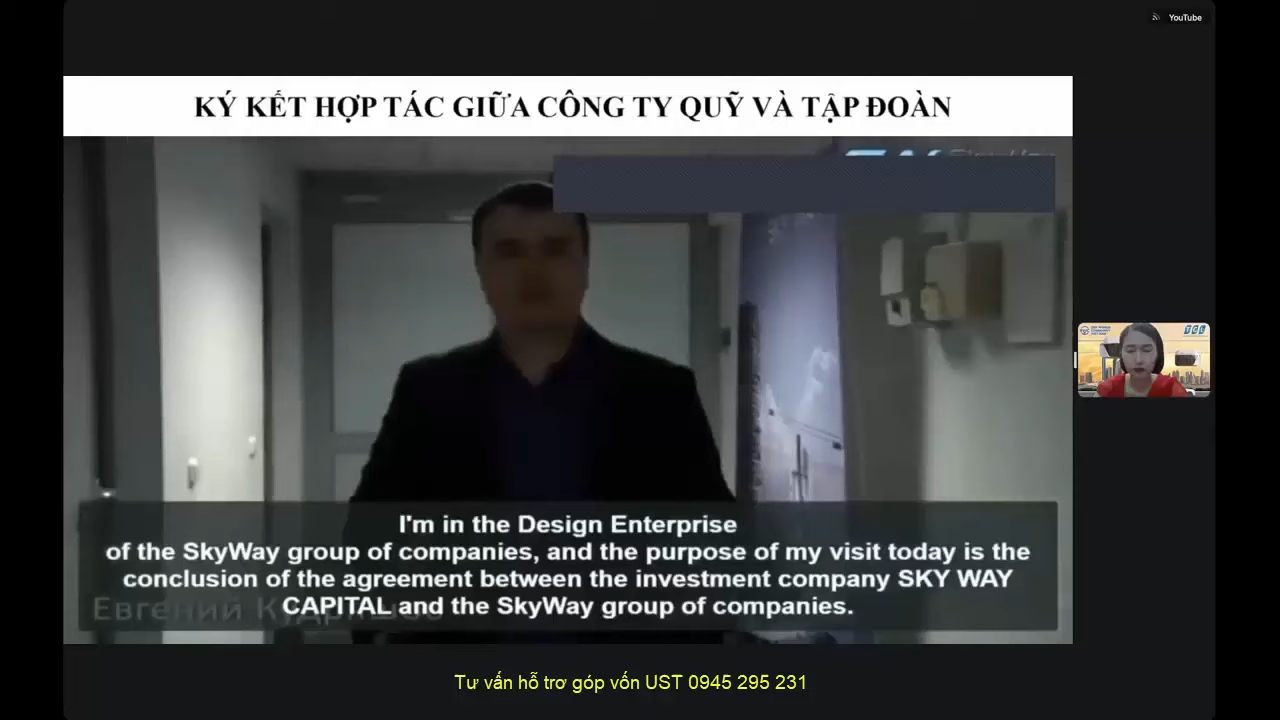 YouTube
KÝ KẾT HỢP TÁC GIỮA CÔNG TY QUỸ VÀ TẬP ĐOÀN
I'm in the Design Enterprise
of the SkyWay group of companies, and the purpose of my visit today is the
conclusion of the agreement between the investment company SKY WAY
CAPITAL and the SkyWay group of companies.
Евгений
TCL
Tư vấn hỗ trơ góp vốn UST 0945 295 231